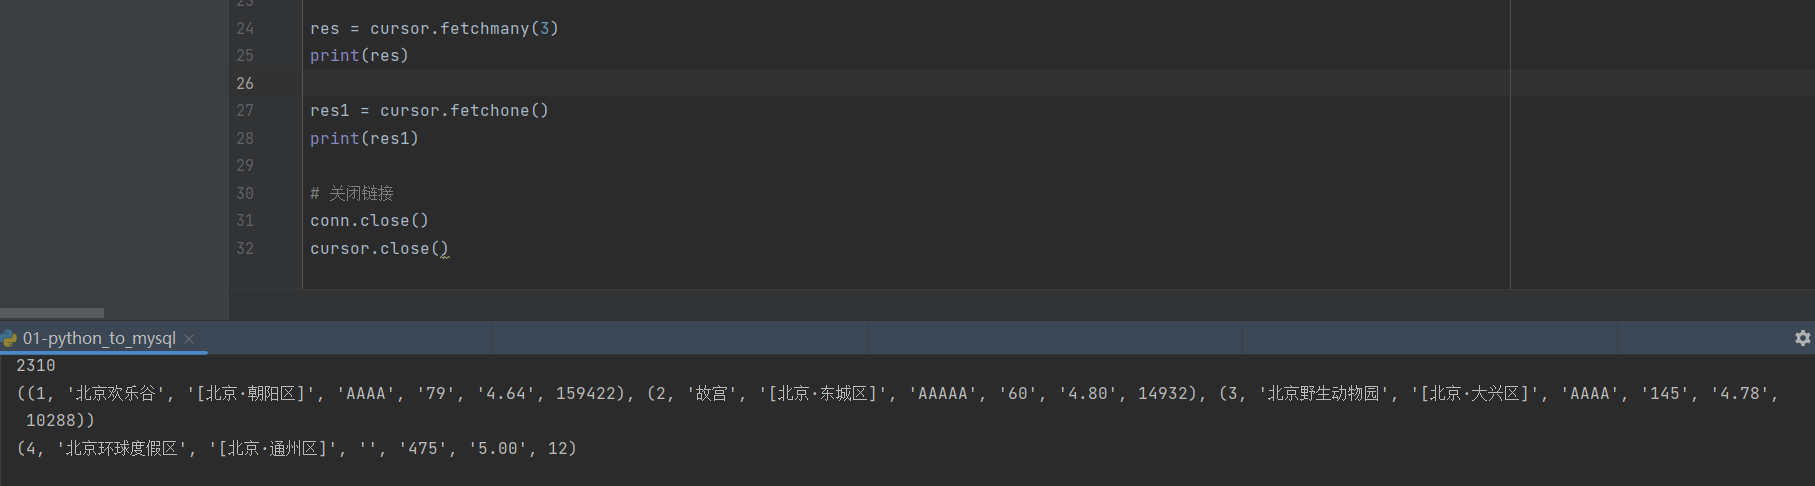 23
24 res = cursor.fetchmany(3)
25 print(res)
26
27 res1 = cursor.fetchone()
28 print(res1)
29
30 # 关闭链接
31 conn.close()
32 cursor.close()
01-python_to_mysql
2310
((1, '北京欢乐谷', '[北京·朝阳区]', 'AAAA', '79', '4.64', 159422), (2, '故宫', '[北京·东城区]', 'AAAAA', '60', '4.80', 14932), (3, '北京野生动物园', '[北京·大兴区]', 'AAAA', '145', '4.78',
10288))
(4, '北京环球度假区', '[北京·通州区]', '', '475', '5.00', 12)